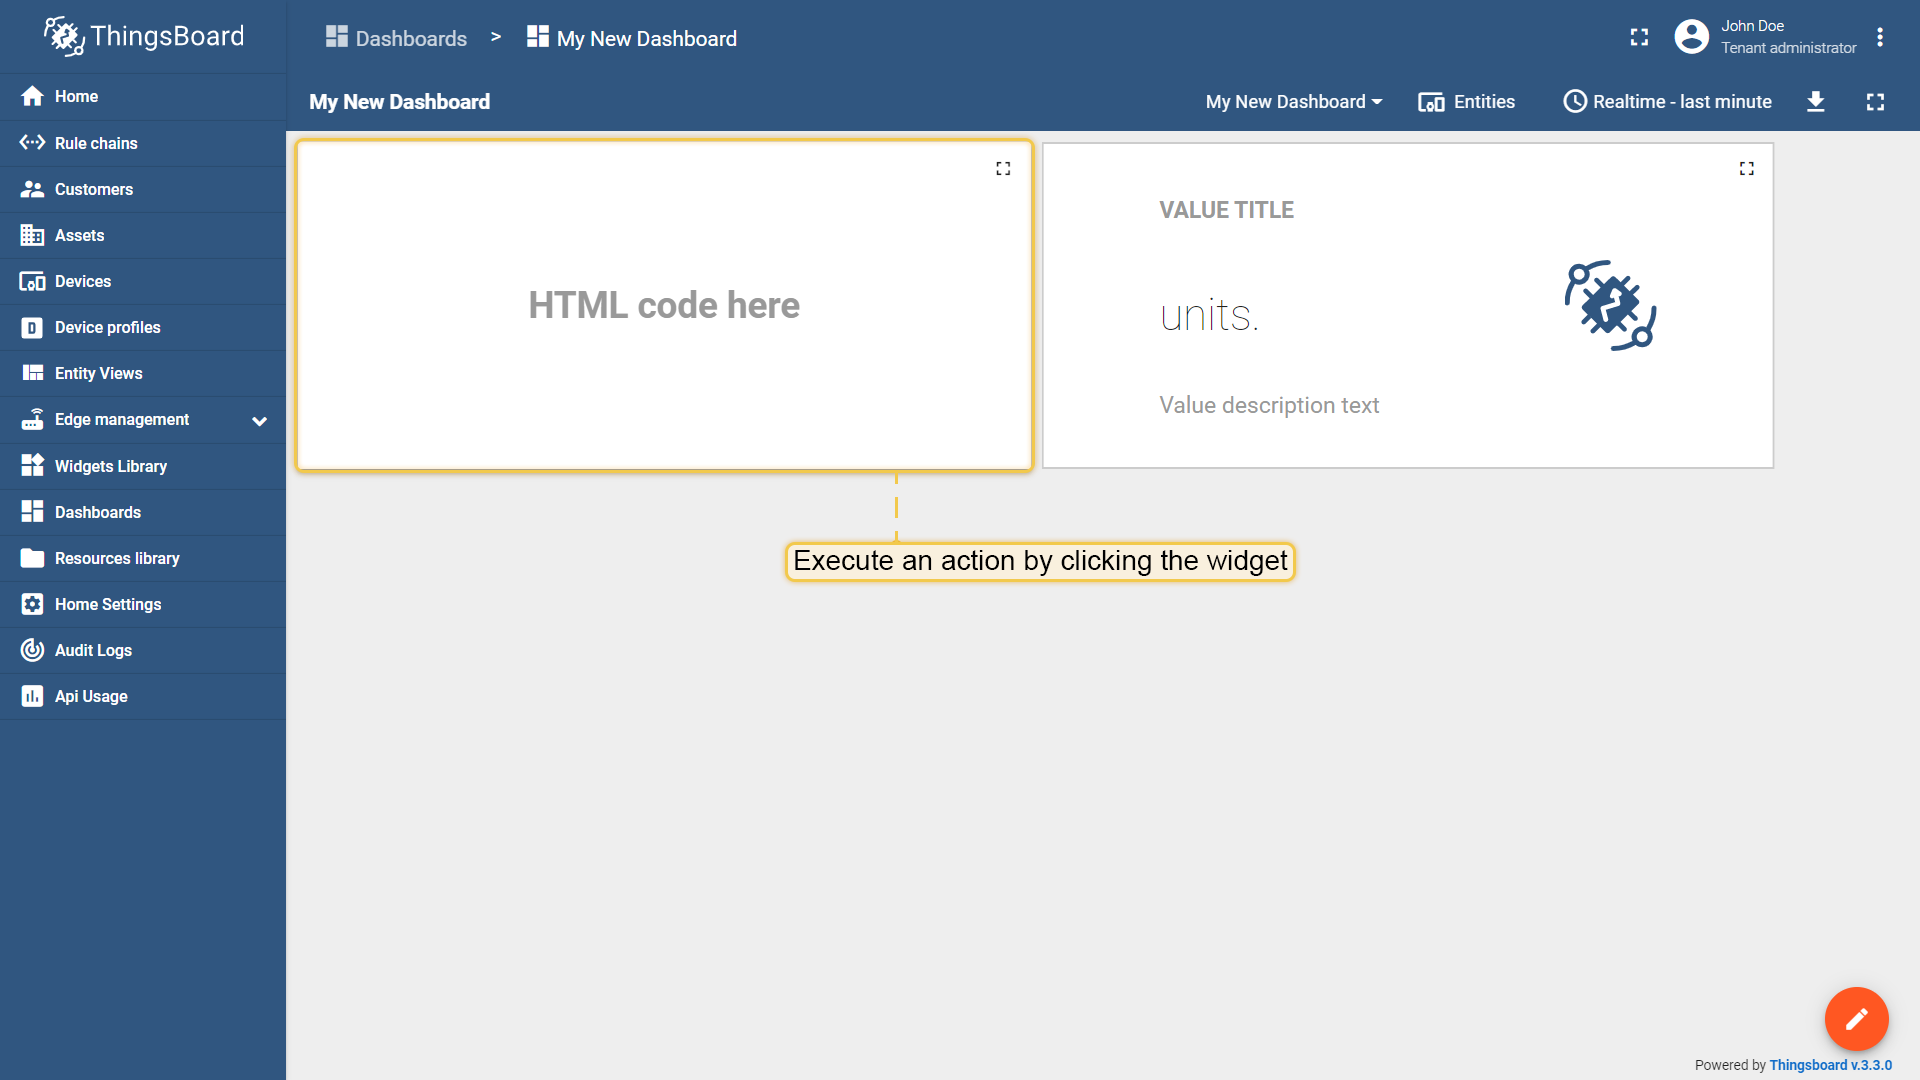 ThingsBoard
Dashboards > My New Dashboard
John Doe
Tenant administrator
My New Dashboard
My New Dashboard
Entities
Realtime - last minute
Home
Rule chains
Customers
Assets
Devices
Device profiles
Entity Views
Edge management
Widgets Library
Dashboards
Resources library
Home Settings
Audit Logs
Api Usage
HTML code here
VALUE TITLE
units.
Value description text
Execute an action by clicking the widget
Powered by Thingsboard v.3.3.0